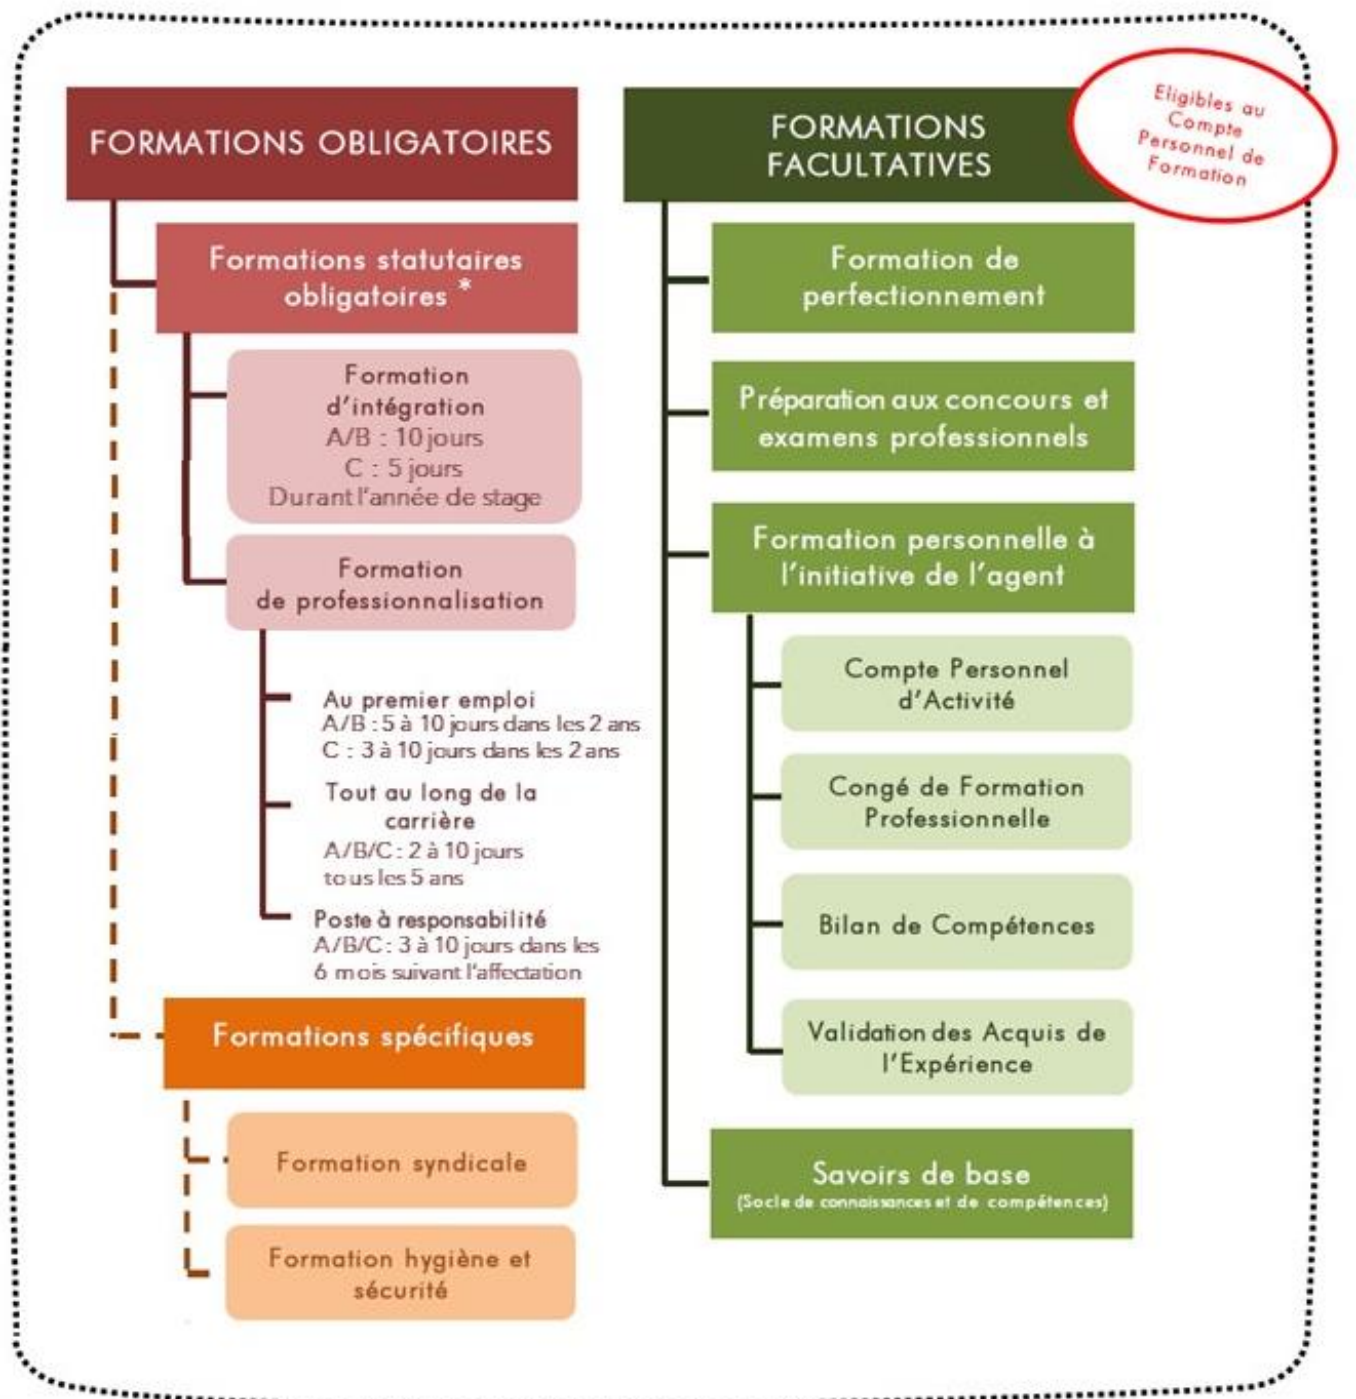 FORMATIONS OBLIGATOIRES
Formations statutaires
obligatoires *
Formation
d'intégration
A/B : 10 jours
C : 5 jours
Durant l'année de stage
Formation
de professionnalisation
Au premier emploi
A/B : 5 à 10 jours dans les 2 ans
C : 3 à 10 jours dans les 2 ans
Tout au long de la
carrière
A/B/C : 2 à 10 jours
tous les 5 ans
Poste à responsabilité
A/B/C : 3 à 10 jours dans les
6 mois suivant l'affectation
Formations spécifiques
Formation syndicale
Formation hygiène et
sécurité
FORMATIONS
FACULTATIVES
Eligibles au
Compte
Personnel de
Formation
Formation de
perfectionnement
Préparation aux concours et
examens professionnels
Formation personnelle à
l'initiative de l'agent
Compte Personnel
d'Activité
Congé de Formation
Professionnelle
Bilan de Compétences
Validation des Acquis de
l'Expérience
Savoirs de base
(Socle de connaissances et de compétences)